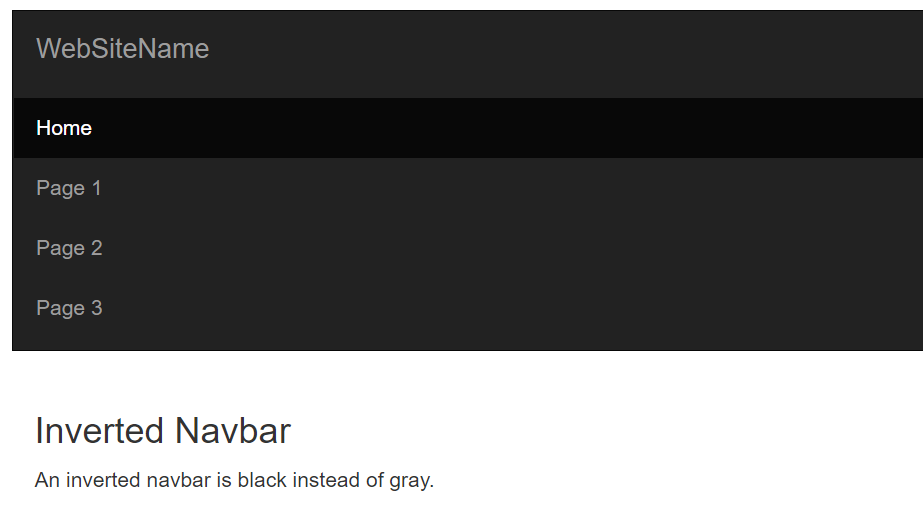 WebSiteName
Home
Page 1
Page 2
Page 3
Inverted Navbar
An inverted navbar is black instead of gray.